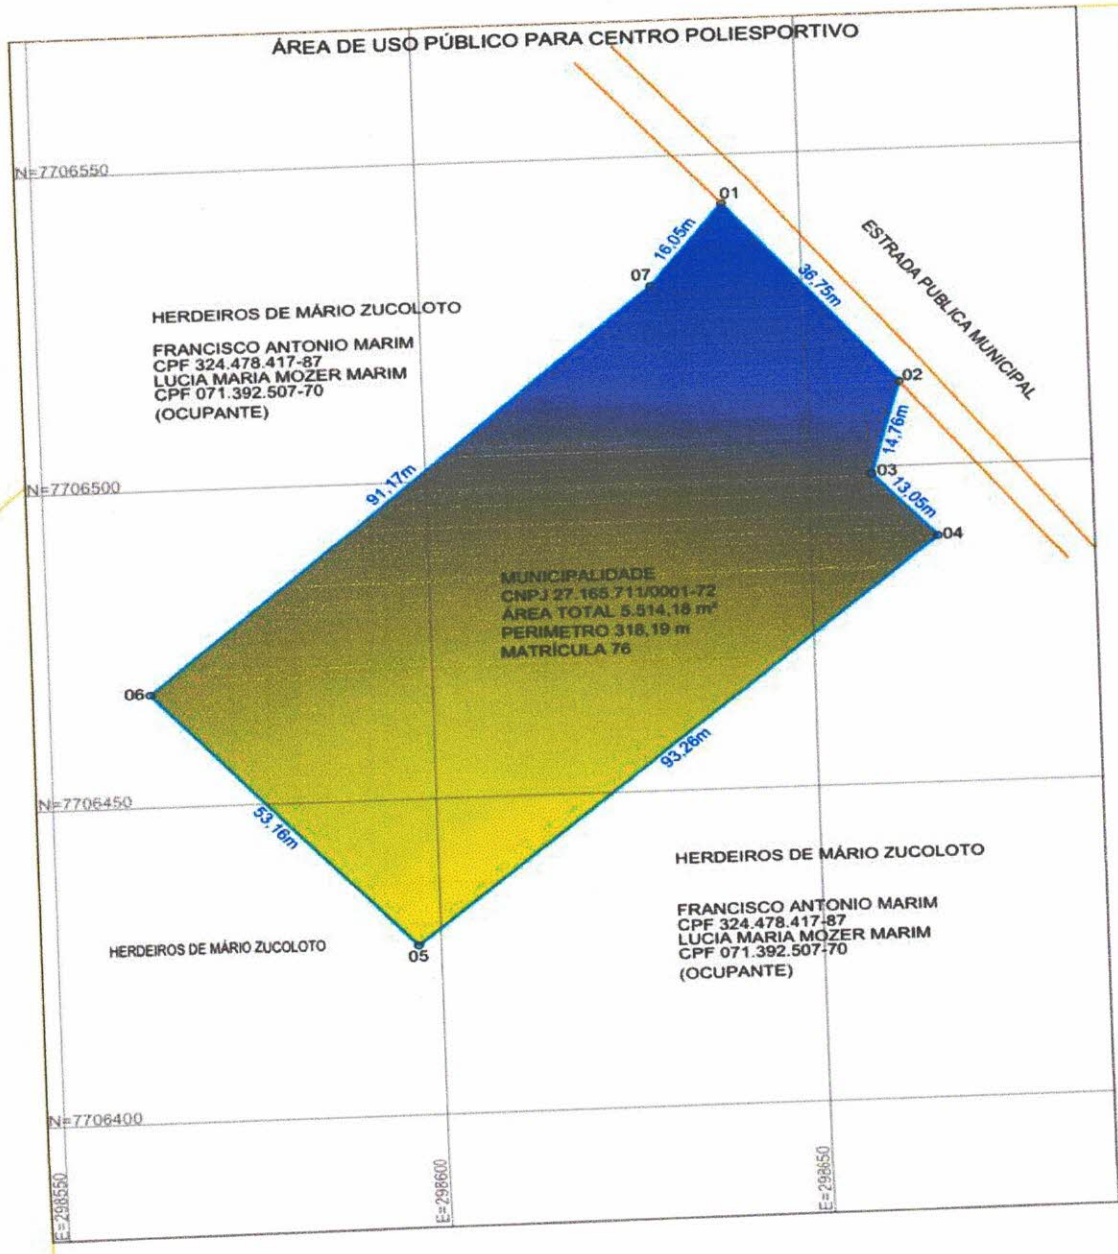 ÁREA DE USO PÚBLICO PARA CENTRO POLIESPORTIVO
N=7706550
01
16,05m
07
36,75m
ESTRADA PUBLICA MUNICIPAL
HERDEIROS DE MÁRIO ZUCOLOTO
FRANCISCO ANTONIO MARIM
CPF 324.478.417-87
LUCIA MARIA MOZER MARIM
CPF 071.392.507-70
(OCUPANTE)
02
14,76m
03
13,05m
04
91,17m
N=7706500
MUNICIPALIDADE
CNPJ 27.165.711/0001-72
ÁREA TOTAL 5.514,18 m²
PERIMETRO 318,19 m
MATRÍCULA 76
06
93,26m
N=7706450
53,16m
HERDEIROS DE MÁRIO ZUCOLOTO
FRANCISCO ANTONIO MARIM
CPF 324.478.417-87
LUCIA MARIA MOZER MARIM
CPF 071.392.507-70
(OCUPANTE)
HERDEIROS DE MÁRIO ZUCOLOTO
05
N=7706400
E=298550
E=298600
E=298650